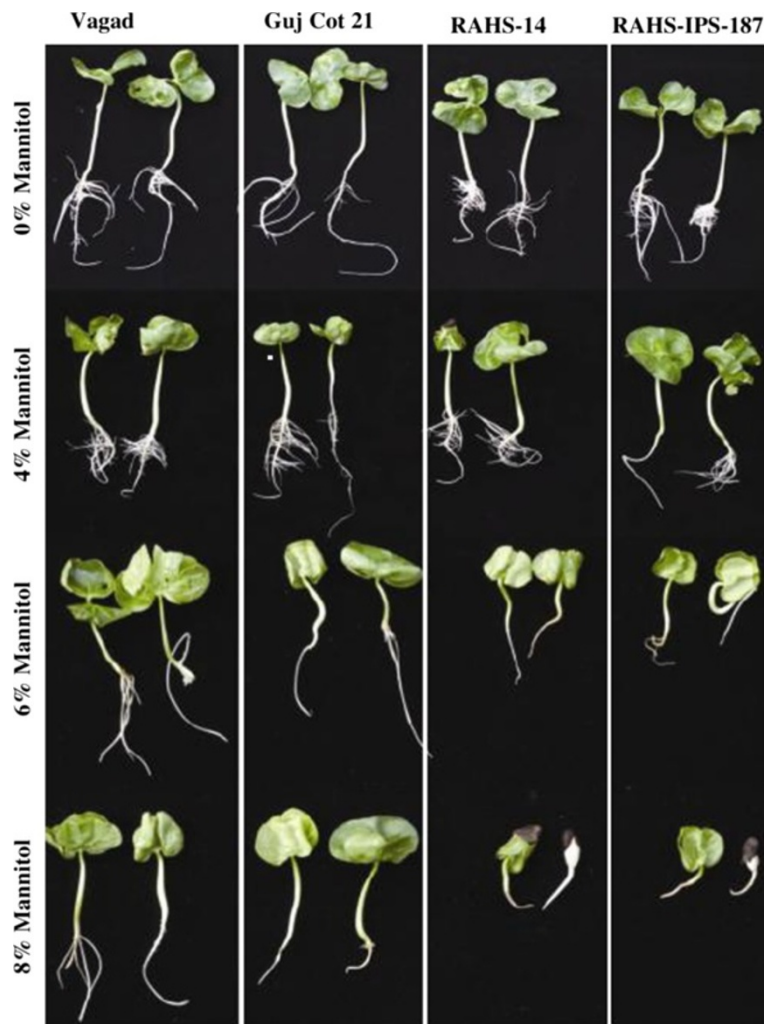 Vagad
Guj Cot 21
RAHS-14
RAHS-IPS-187
0% Mannitol
4% Mannitol
6% Mannitol
8% Mannitol